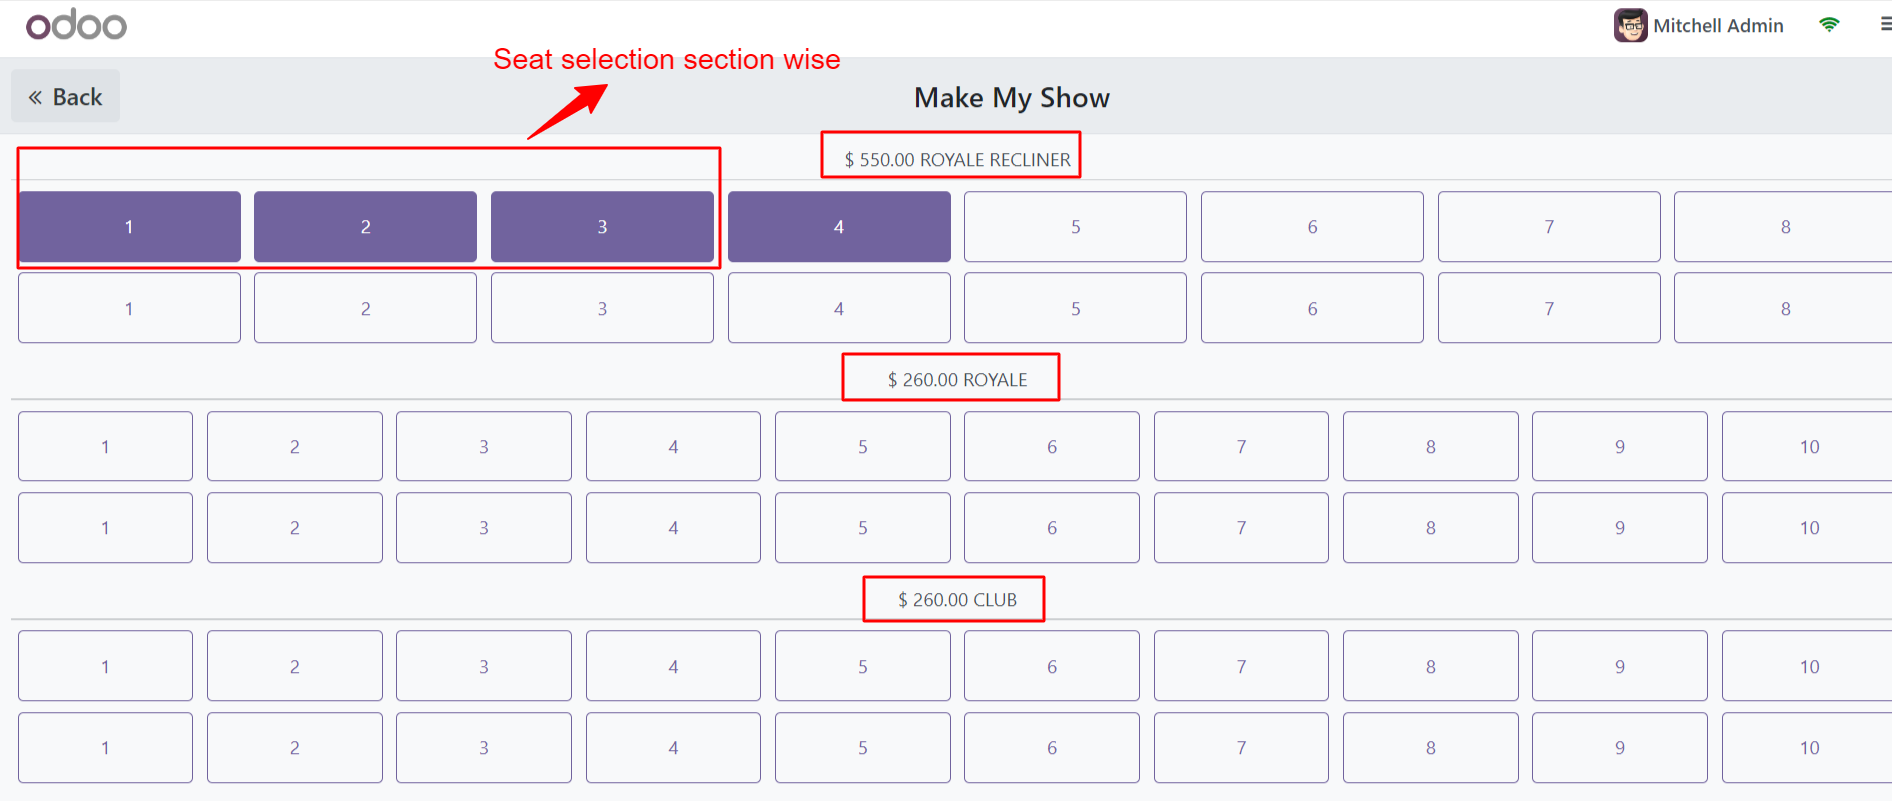 odoo
Mitchell Admin
Seat selection section wise
« Back
Make My Show
$ 550.00 ROYALE RECLINER
1 2 3 4 5 6 7 8
1 2 3 4 5 6 7 8
$ 260.00 ROYALE
1 2 3 4 5 6 7 8 9 10
1 2 3 4 5 6 7 8 9 10
$ 260.00 CLUB
1 2 3 4 5 6 7 8 9 10
1 2 3 4 5 6 7 8 9 10